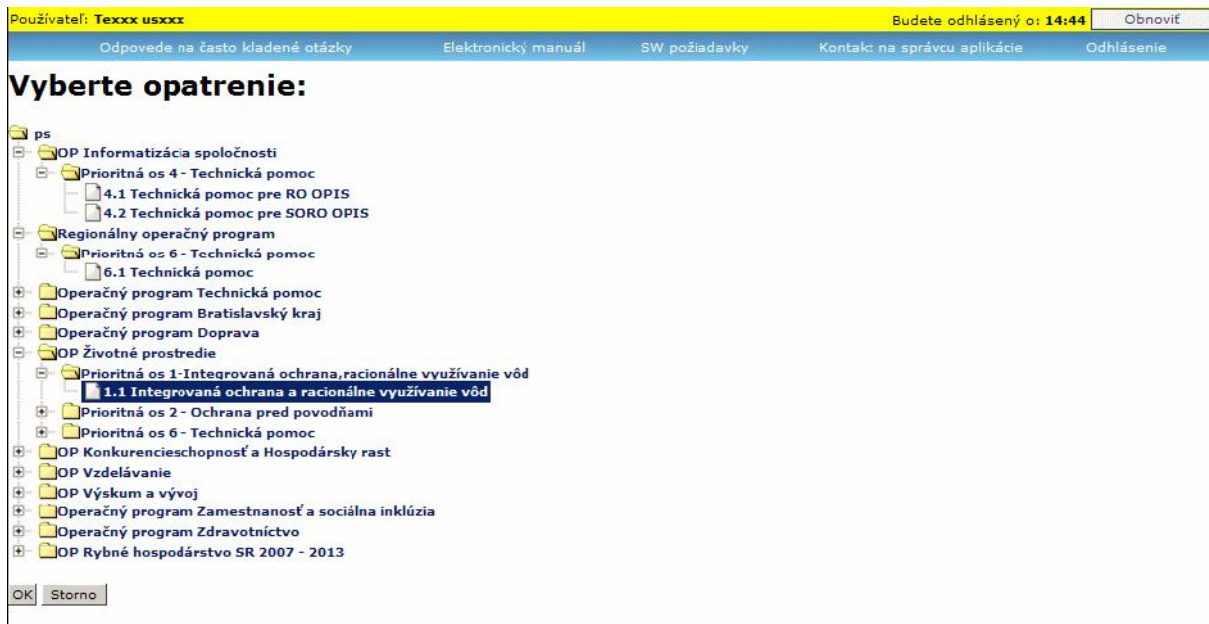 Používateľ: Texxx usxxx Budete odhlásený o: 14:44 Obnoviť
Odpovede na často kladené otázky Elektronický manuál SW požiadavky Kontakt na správcu aplikácie Odhlásenie
Vyberte opatrenie:
ps
OP Informatizácia spoločnosti
Prioritná os 4 - Technická pomoc
4.1 Technická pomoc pre RO OPIS
4.2 Technická pomoc pre SORO OPIS
Regionálny operačný program
Prioritná os 6 - Technická pomoc
6.1 Technická pomoc
Operačný program Technická pomoc
Operačný program Bratislavský kraj
Operačný program Doprava
OP Životné prostredie
Prioritná os 1-Integrovaná ochrana,racionálne využívanie vôd
1.1 Integrovaná ochrana a racionálne využívanie vôd
Prioritná os 2 - Ochrana pred povodňami
Prioritná os 6 - Technická pomoc
OP Konkurencieschopnosť a Hospodársky rast
OP Vzdelávanie
OP Výskum a vývoj
Operačný program Zamestnanosť a sociálna inklúzia
Operačný program Zdravotníctvo
OP Rybné hospodárstvo SR 2007 - 2013
OK Storno